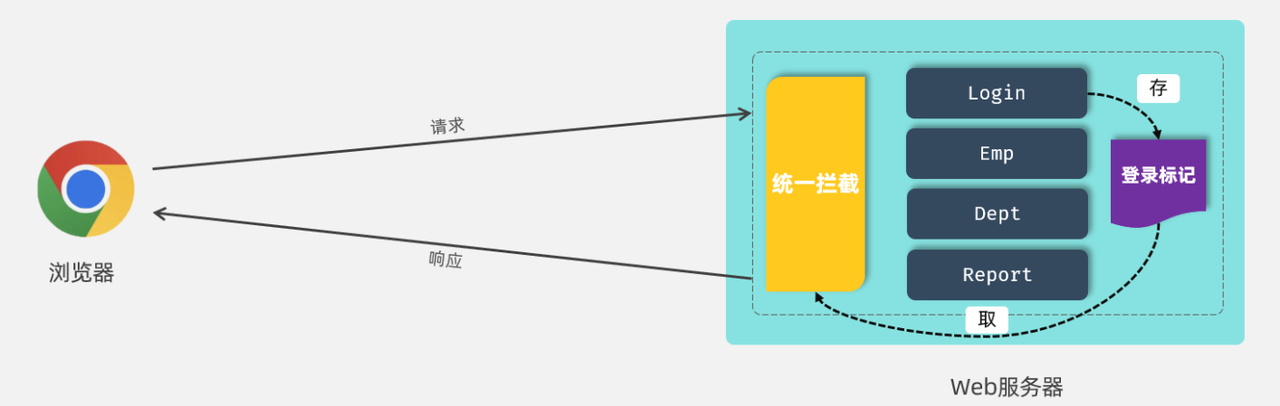 请求
响应
浏览器
统一拦截
Login
Emp
Dept
Report
存
登录标记
取
Web服务器